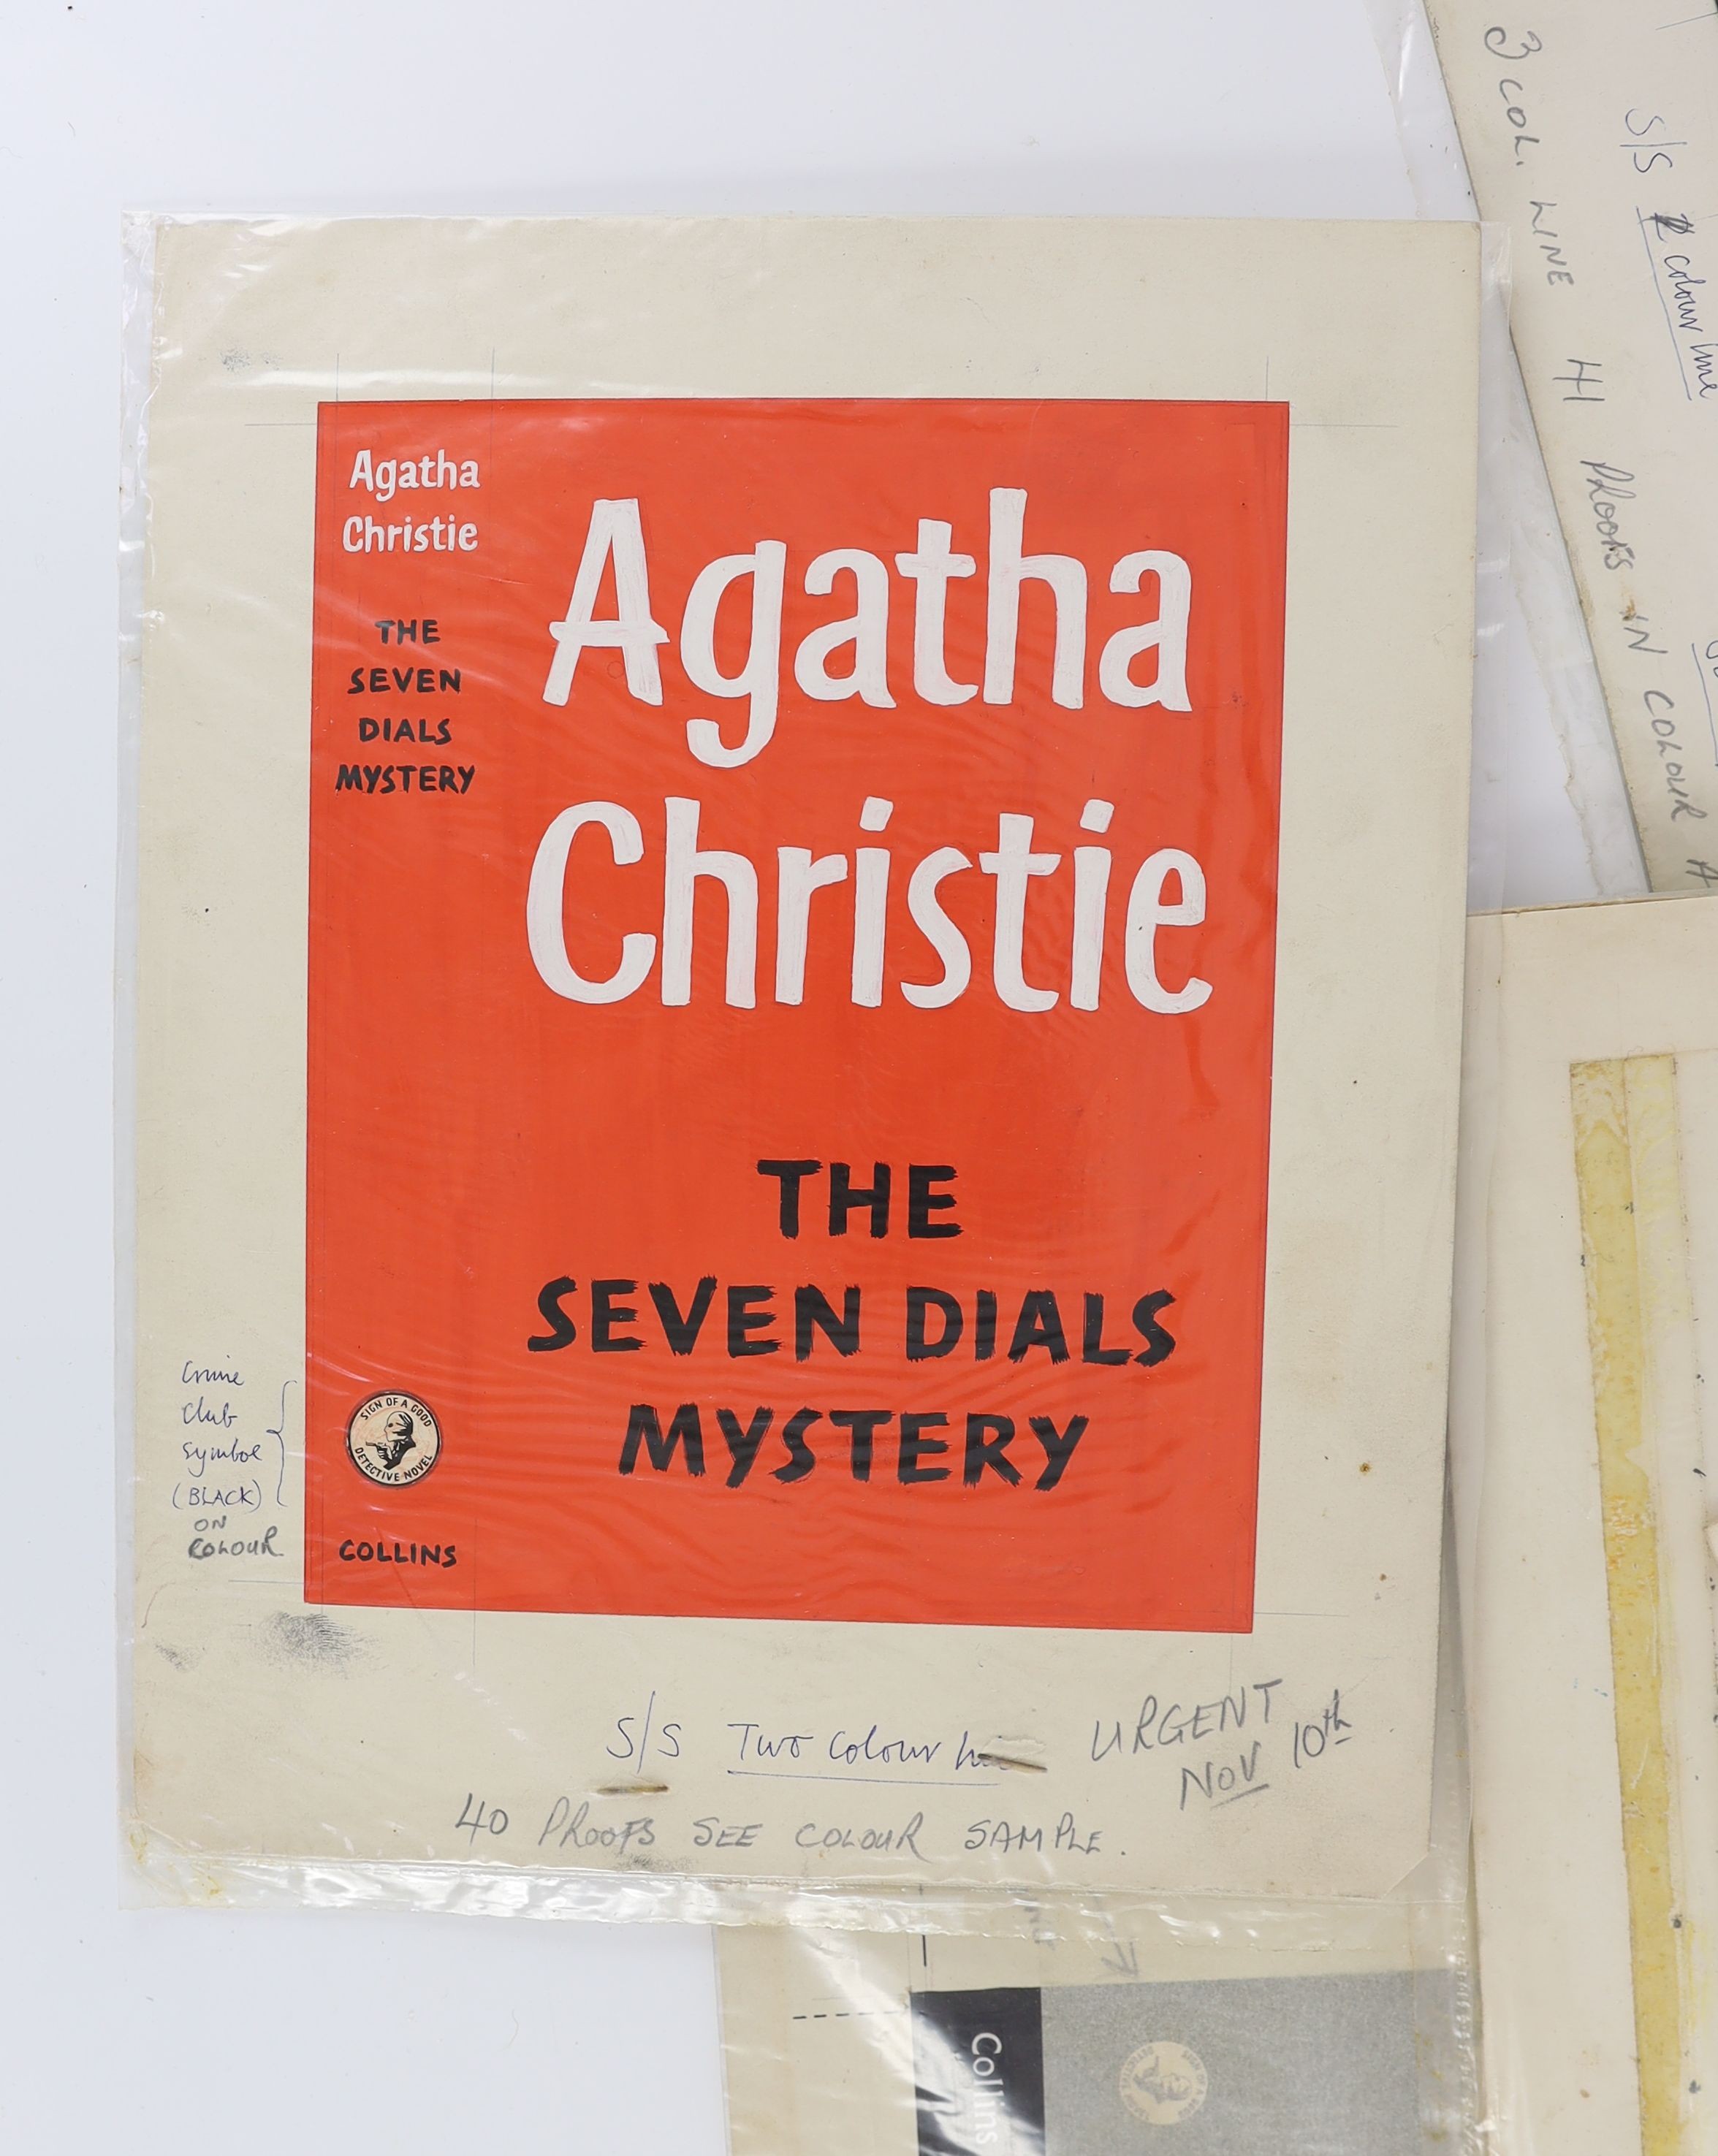 Agatha
Christie
THE
SEVEN
DIALS
MYSTERY
SIGN OF A GOOD
DETECTIVE NOVEL
COLLINS
Agatha
Christie
THE
SEVEN DIALS
MYSTERY
Crime
Club
symbol
(BLACK)
ON
COLOUR
S/S Two Colour
URGENT
NOV 10th
40 PROOFS SEE COLOUR SAMPLE.
3 COL. LINE 41 PROOFS IN COLOUR
S/S colour line
Collins